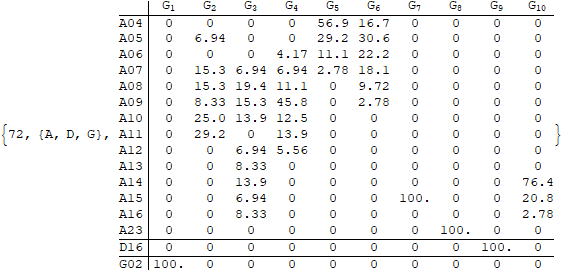 G₁ G₂ G₃ G₄ G₅ G₆ G₇ G₈ G₉ G₁₀
A04 0 0 0 0 56.9 16.7 0 0 0 0
A05 0 6.94 0 0 29.2 30.6 0 0 0 0
A06 0 0 0 4.17 11.1 22.2 0 0 0 0
A07 0 15.3 6.94 6.94 2.78 18.1 0 0 0 0
A08 0 15.3 19.4 11.1 0 9.72 0 0 0 0
A09 0 8.33 15.3 45.8 0 2.78 0 0 0 0
A10 0 25.0 13.9 12.5 0 0 0 0 0 0
{72, {A, D, G}, A11 0 29.2 0 13.9 0 0 0 0 0 0 }
A12 0 0 6.94 5.56 0 0 0 0 0 0
A13 0 0 8.33 0 0 0 0 0 0 0
A14 0 0 13.9 0 0 0 0 0 0 76.4
A15 0 0 6.94 0 0 0 100. 0 0 20.8
A16 0 0 8.33 0 0 0 0 0 0 2.78
A23 0 0 0 0 0 0 0 100. 0 0
D16 0 0 0 0 0 0 0 0 100. 0
G02 100. 0 0 0 0 0 0 0 0 0